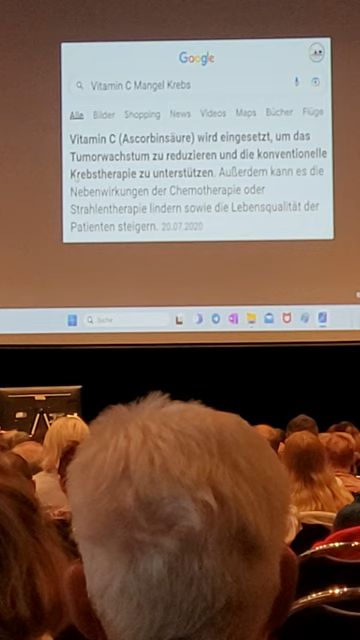 Google
Vitamin C Mangel Krebs
Alle Bilder Shopping News Videos Maps Bücher Flüge
Vitamin C (Ascorbinsäure) wird eingesetzt, um das
Tumorwachstum zu reduzieren und die konventionelle
Krebstherapie zu unterstützen. Außerdem kann es die
Nebenwirkungen der Chemotherapie oder
Strahlentherapie lindern sowie die Lebensqualität der
Patienten steigern. 20.07.2020
Suche